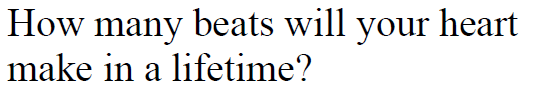 How many beats will your heart
make in a lifetime?